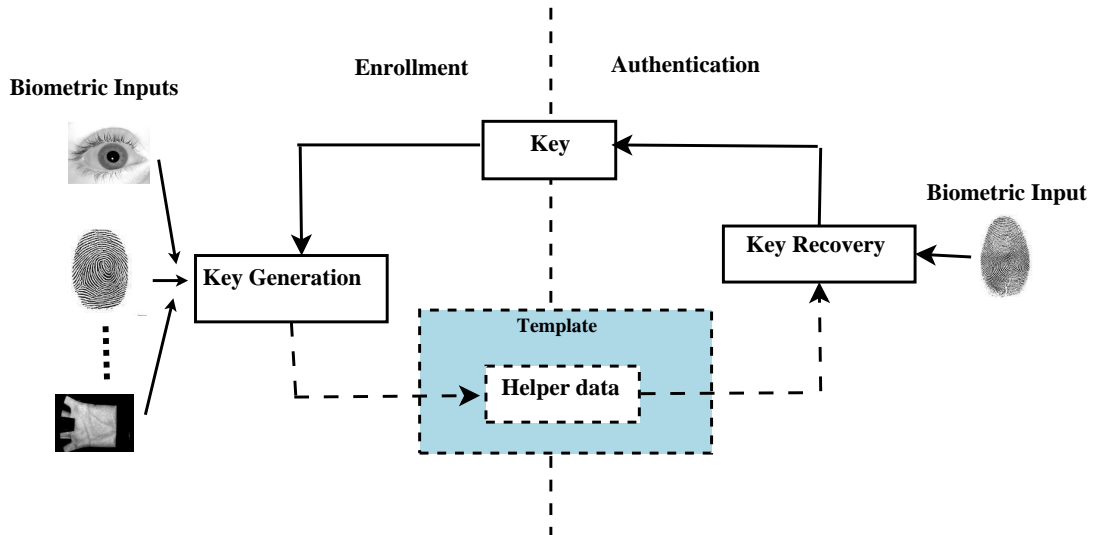 Enrollment
Authentication
Biometric Inputs
Key
Biometric Input
Key Recovery
Key Generation
Template
Helper data